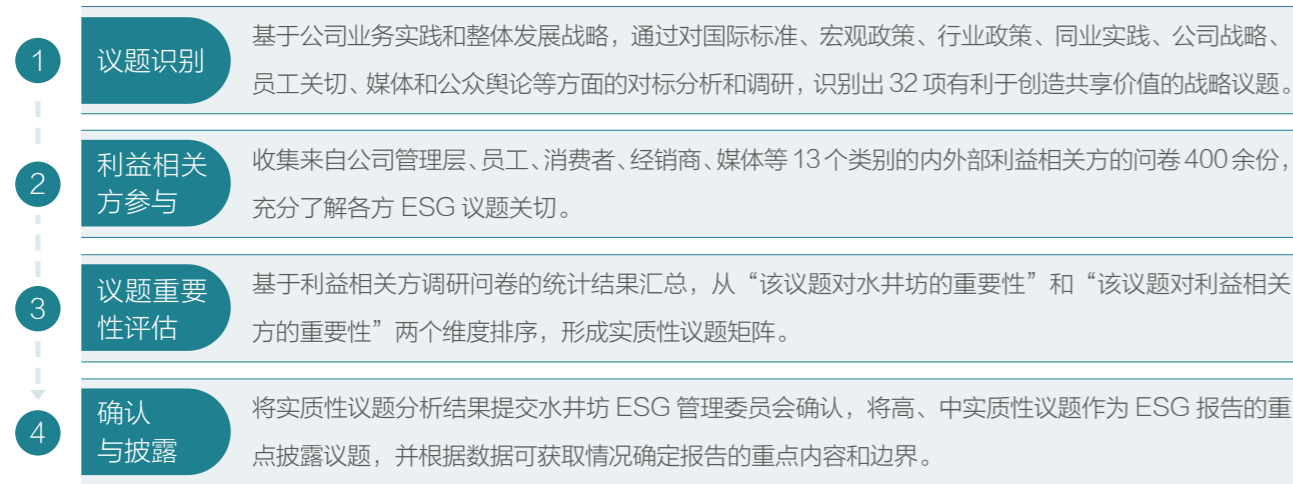 1
议题识别
基于公司业务实践和整体发展战略，通过对国际标准、宏观政策、行业政策、同业实践、公司战略、
员工关切、媒体和公众舆论等方面的对标分析和调研，识别出 32 项有利于创造共享价值的战略议题。
2
利益相关
方参与
收集来自公司管理层、员工、消费者、经销商、媒体等 13 个类别的内外部利益相关方的问卷 400 余份，
充分了解各方 ESG 议题关切。
3
议题重要
性评估
基于利益相关方调研问卷的统计结果汇总，从“该议题对水井坊的重要性”和“该议题对利益相关
方的重要性”两个维度排序，形成实质性议题矩阵。
4
确认
与披露
将实质性议题分析结果提交水井坊 ESG 管理委员会确认，将高、中实质性议题作为 ESG 报告的重
点披露议题，并根据数据可获取情况确定报告的重点内容和边界。